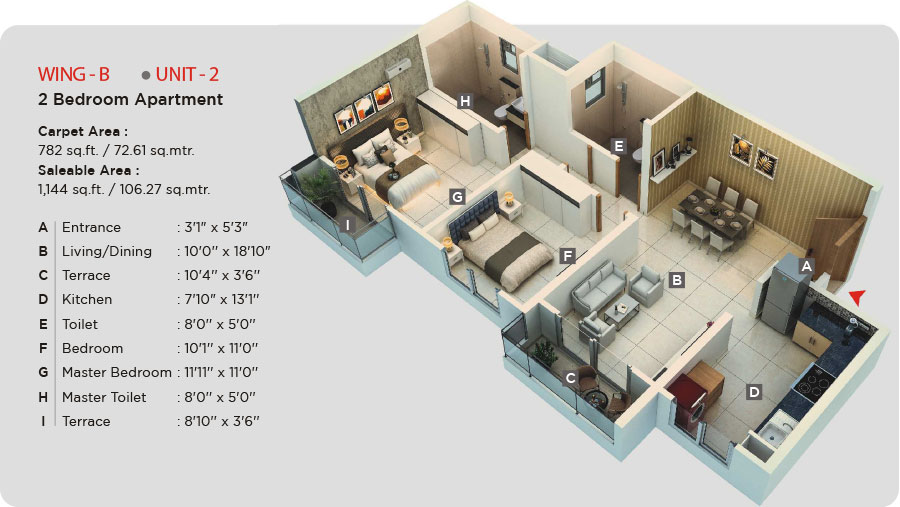 WING - B ● UNIT - 2
2 Bedroom Apartment
Carpet Area :
782 sq.ft. / 72.61 sq.mtr.
Saleable Area :
1,144 sq.ft. / 106.27 sq.mtr.
A Entrance : 3'1" x 5'3"
B Living/Dining : 10'0" x 18'10"
C Terrace : 10'4" x 3'6"
D Kitchen : 7'10" x 13'1"
E Toilet : 8'0" x 5'0"
F Bedroom : 10'1" x 11'0"
G Master Bedroom : 11'11" x 11'0"
H Master Toilet : 8'0" x 5'0"
I Terrace : 8'10" x 3'6"
H
E
G
I
F
B
A
C
D